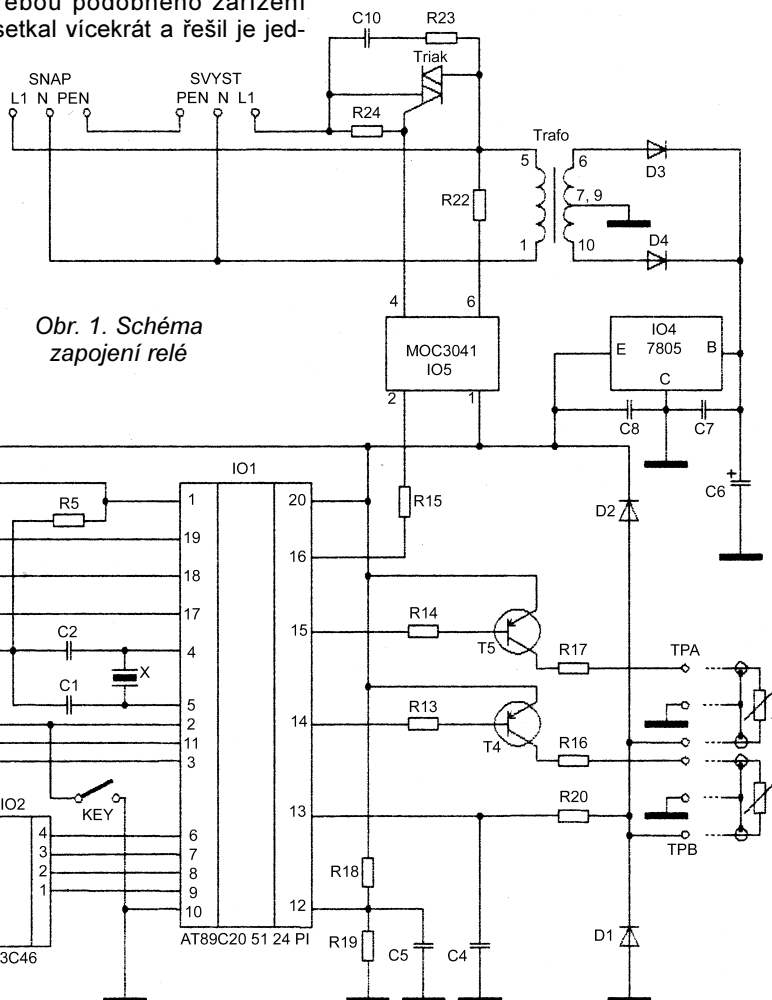 řebou podobného zařízení
setkal vícekrát a řešil je jed-
C10 R23
Triak
SNAP SVYST
L1 N PEN PEN N L1
R24
Trafo
5 6
D3
R22 7, 9
1 10 D4
4 6
Obr. 1. Schéma
zapojení relé
MOC3041
IO5
IO4
7805
E B
C
2 1
C8 C7
IO1
C6 +
R5 1 20 R15 D2
19
16
18
17 R14
C2 15 T5 R17 TPA
4
X
C1 R13
5
2 14 T4 R16
11
3
R20
KEY 13
IO2
4 6
3 7
2 8
1 9
10
TPB
R18
12
R19 C5 C4 D1
AT89C20 51 24 PI
3C46